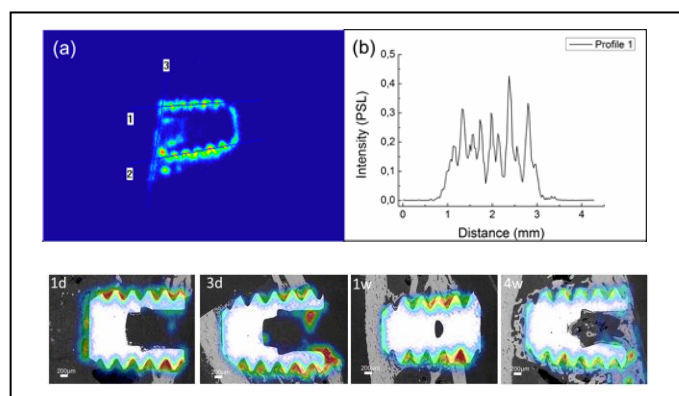 (a)
3
1
2
(b)
Profile 1
Intensity (PSL)
0,5
0,4
0,3
0,2
0,1
0,0
0 1 2 3 4
Distance (mm)
1d
200µm
3d
200µm
1w
200µm
4w
200µm